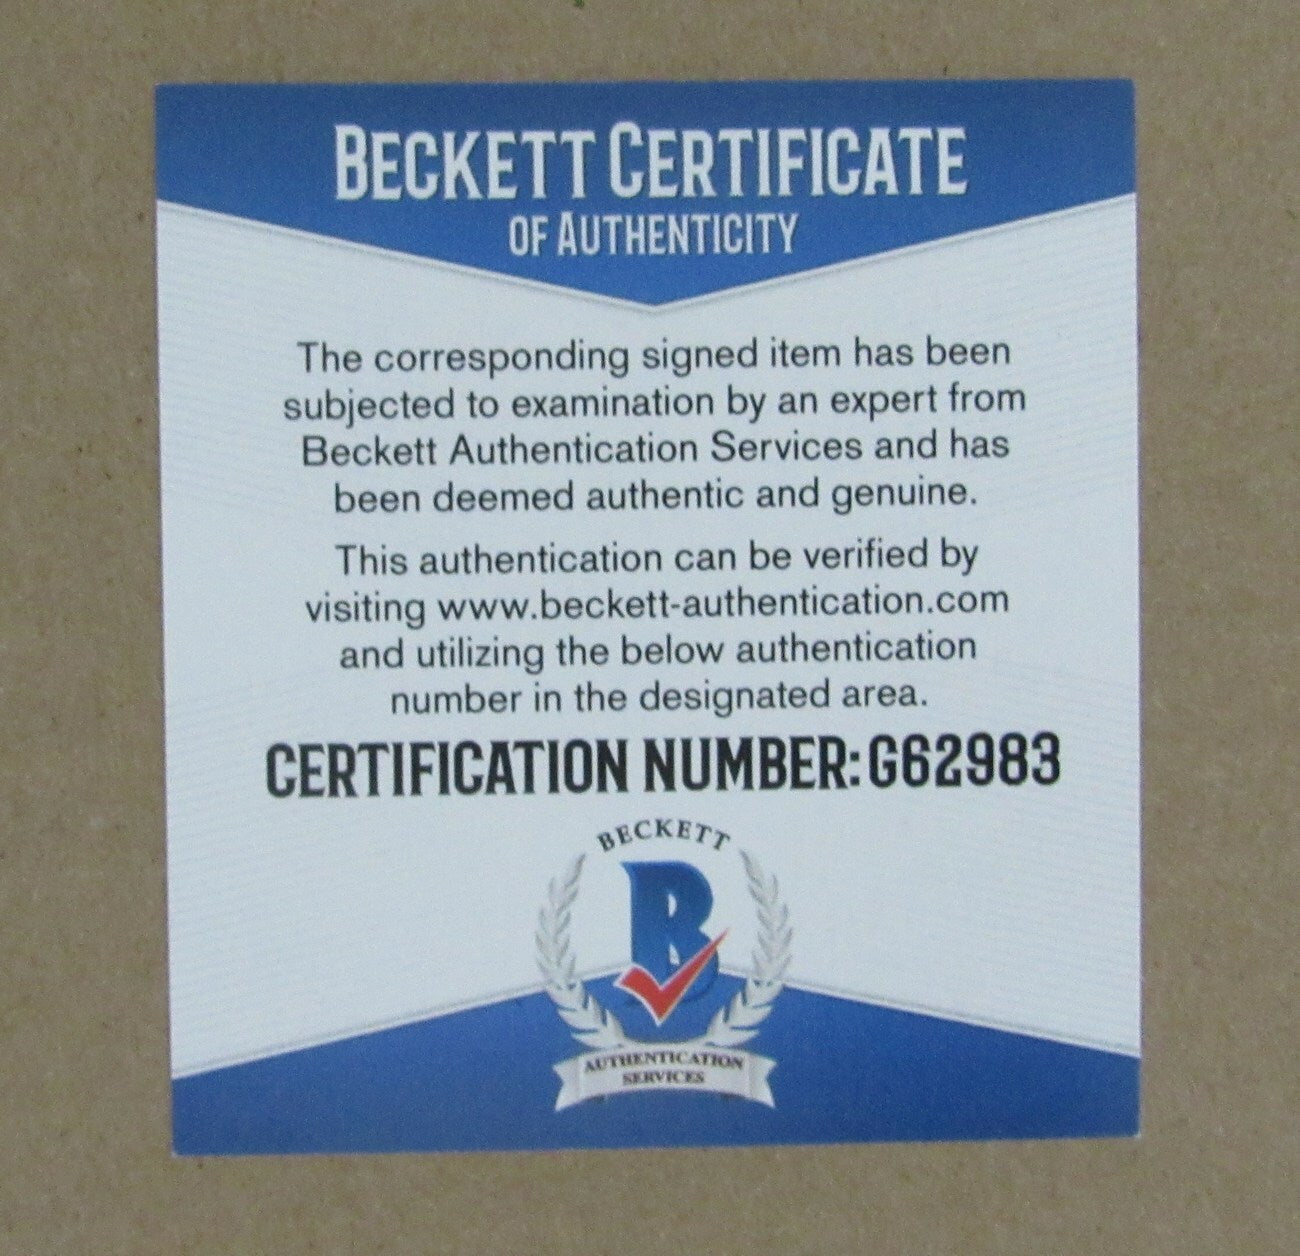 BECKETT CERTIFICATE
OF AUTHENTICITY
The corresponding signed item has been
subjected to examination by an expert from
Beckett Authentication Services and has
been deemed authentic and genuine.
This authentication can be verified by
visiting www.beckett-authentication.com
and utilizing the below authentication
number in the designated area.
CERTIFICATION NUMBER: G62983
BECKETT
B
AUTHENTICATION
SERVICES